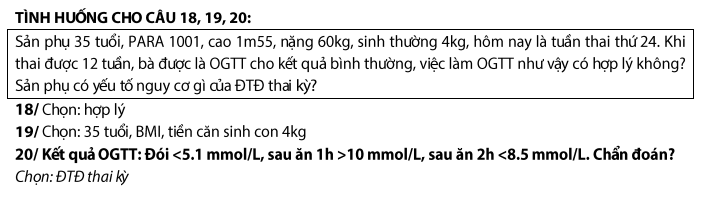 TÌNH HUỐNG CHO CÂU 18, 19, 20:
Sản phụ 35 tuổi, PARA 1001, cao 1m55, nặng 60kg, sinh thường 4kg, hôm nay là tuần thai thứ 24. Khi
thai được 12 tuần, bà được là OGTT cho kết quả bình thường, việc làm OGTT như vậy có hợp lý không?
Sản phụ có yếu tố nguy cơ gì của ĐTĐ thai kỳ?
18/ Chọn: hợp lý
19/ Chọn: 35 tuổi, BMI, tiền căn sinh con 4kg
20/ Kết quả OGTT: Đói <5.1 mmol/L, sau ăn 1h >10 mmol/L, sau ăn 2h <8.5 mmol/L. Chẩn đoán?
Chọn: ĐTĐ thai kỳ